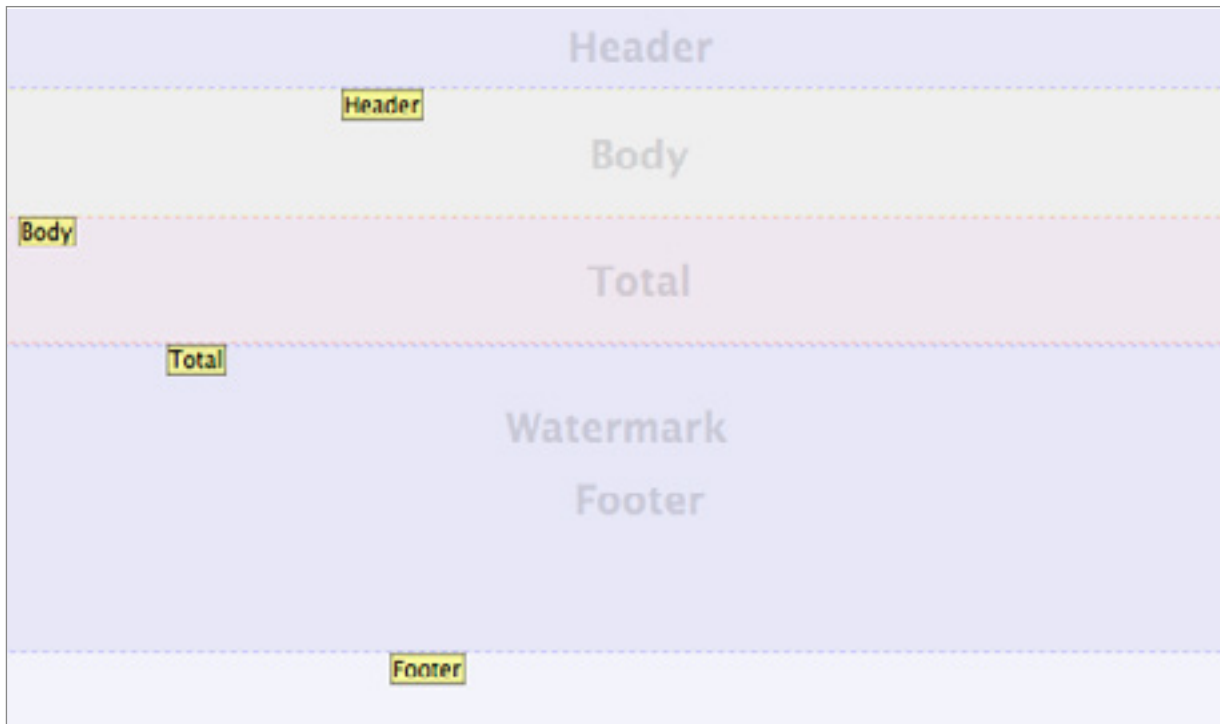 Header
Header
Body
Body
Total
Total
Watermark
Footer
Footer